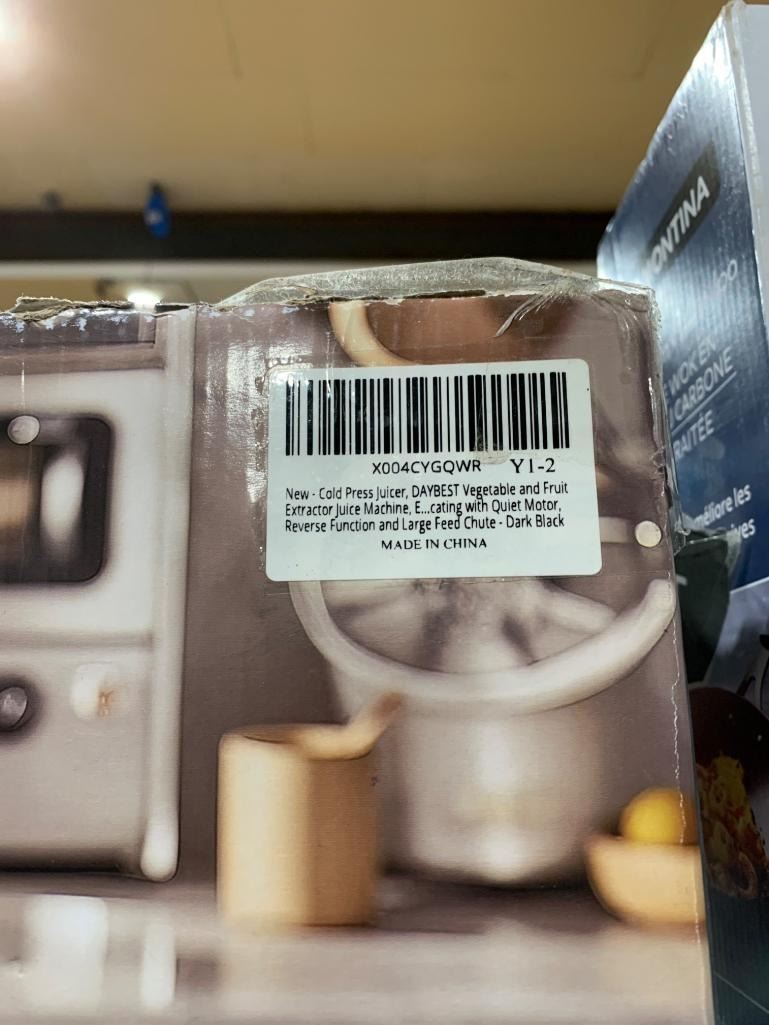 X004CYGQWR Y1-2
New - Cold Press Juicer, DAYBEST Vegetable and Fruit
Extractor Juice Machine, E...cating with Quiet Motor,
Reverse Function and Large Feed Chute - Dark Black
MADE IN CHINA
ONTINA
WOK EN
CARBONE
RAITÉE
méliore les
ives